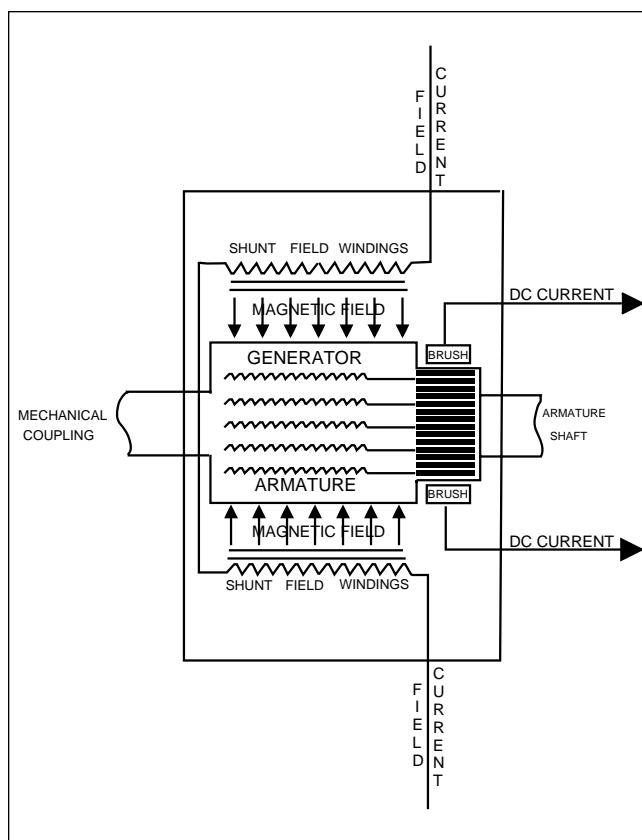 FIELD
CURRENT
SHUNT FIELD WINDINGS
MAGNETIC FIELD
DC CURRENT
GENERATOR
BRUSH
MECHANICAL
COUPLING
ARMATURE
SHAFT
ARMATURE
BRUSH
MAGNETIC FIELD
DC CURRENT
SHUNT FIELD WINDINGS
FIELD
CURRENT